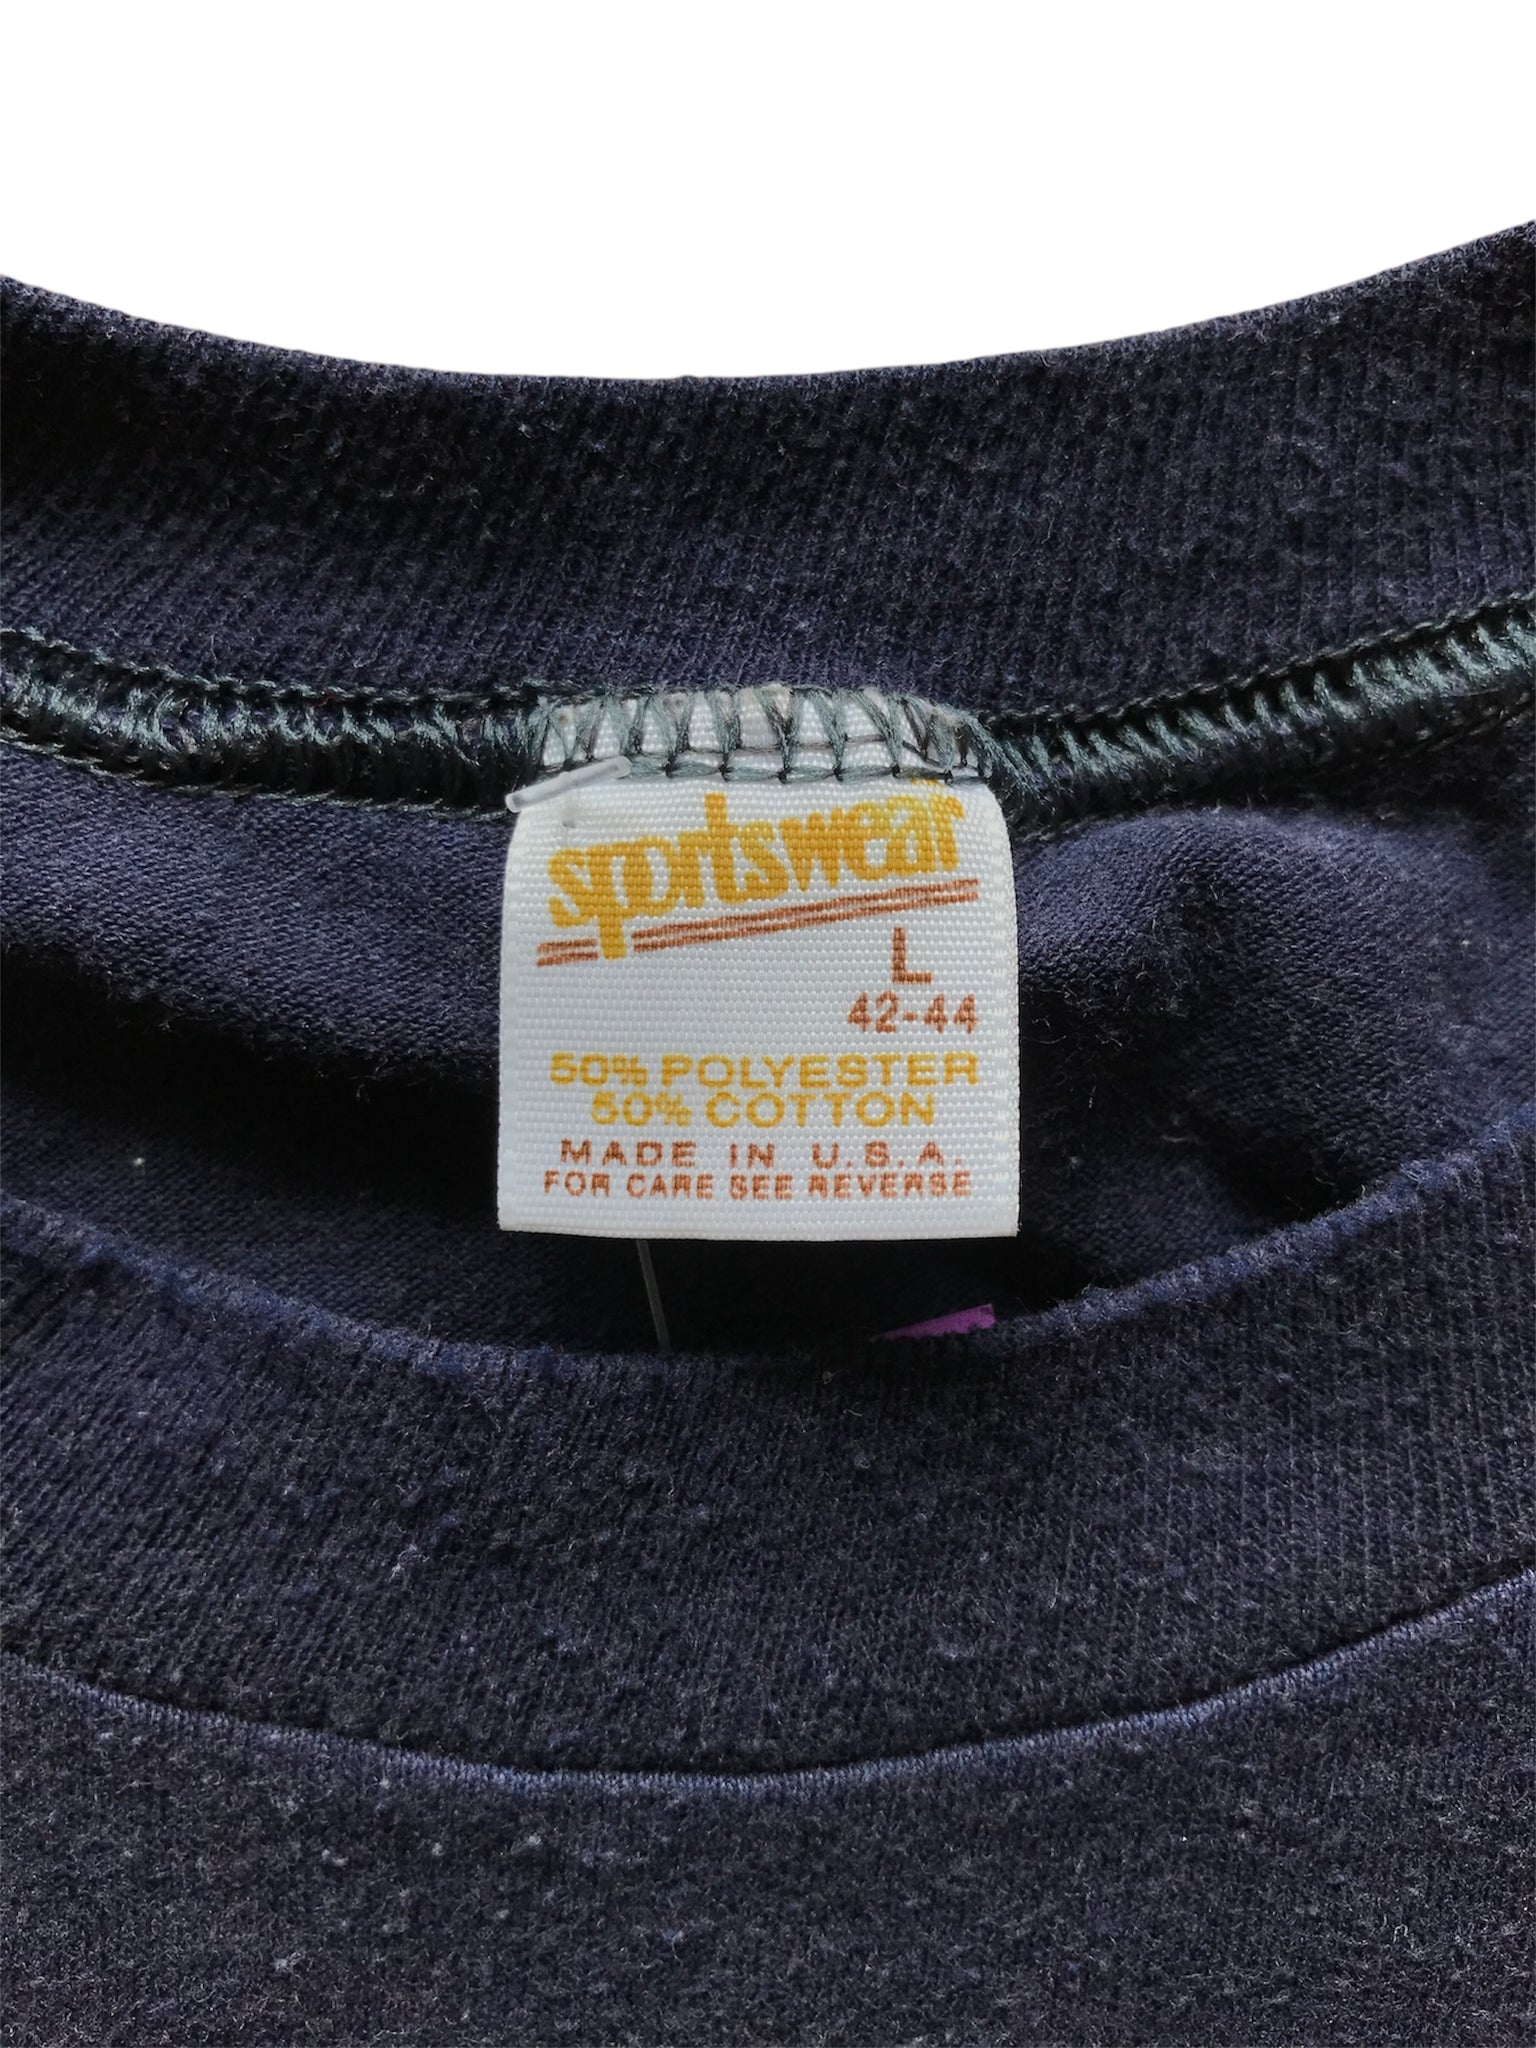 sportswear
L
42-44
50% POLYESTER
50% COTTON
MADE IN U.S.A.
FOR CARE SEE REVERSE